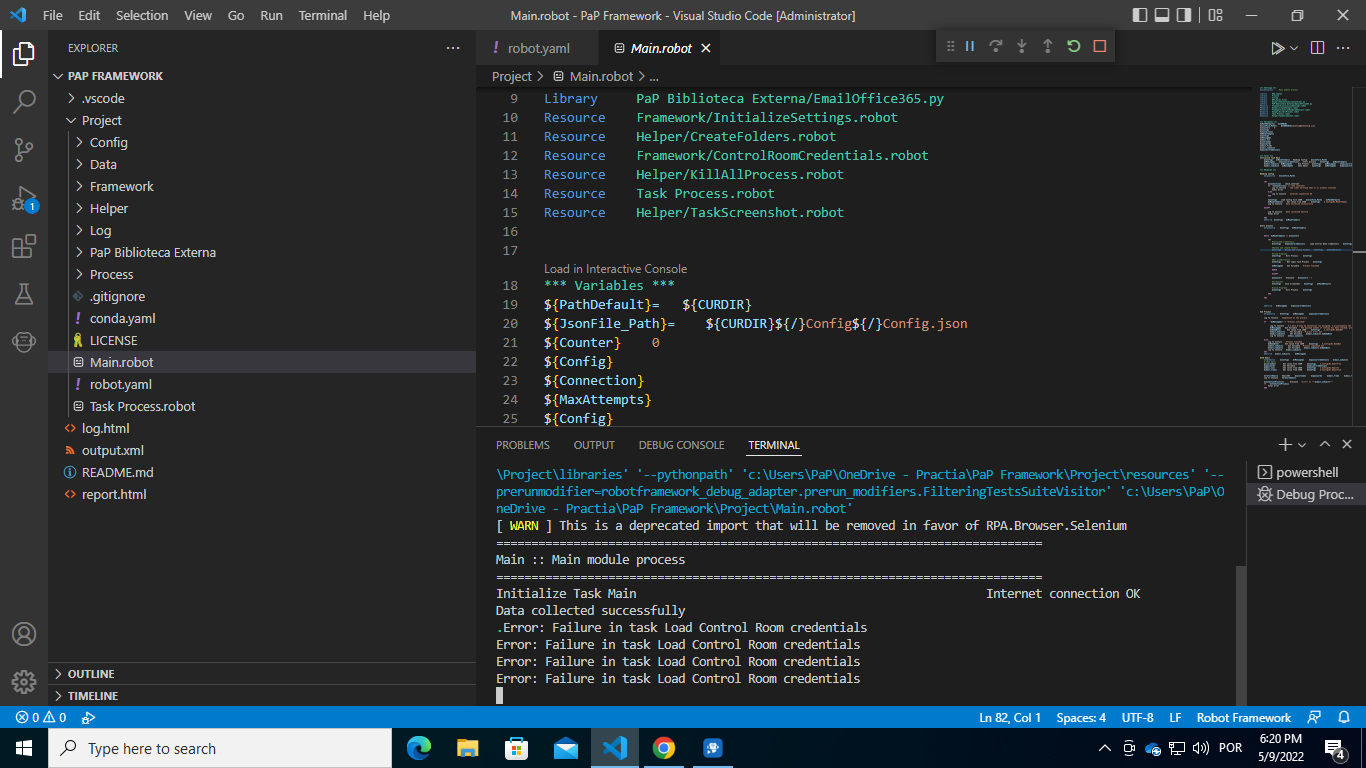 File Edit Selection View Go Run Terminal Help Main.robot - PaP Framework - Visual Studio Code [Administrator]
EXPLORER
PAP FRAMEWORK
.vscode
Project
Config
Data
Framework
Helper
Log
PaP Biblioteca Externa
Process
.gitignore
conda.yaml
LICENSE
Main.robot
robot.yaml
Task Process.robot
log.html
output.xml
README.md
report.html
OUTLINE
TIMELINE
1
robot.yaml Main.robot
Project > Main.robot > ...
9 Library PaP Biblioteca Externa/EmailOffice365.py
10 Resource Framework/InitializeSettings.robot
11 Resource Helper/CreateFolders.robot
12 Resource Framework/ControlRoomCredentials.robot
13 Resource Helper/KillAllProcess.robot
14 Resource Task Process.robot
15 Resource Helper/TaskScreenshot.robot
16
17
Load in Interactive Console
18 *** Variables ***
19 ${PathDefault}= ${CURDIR}
20 ${JsonFile_Path}= ${CURDIR}${/}Config${/}Config.json
21 ${Counter} 0
22 ${Config}
23 ${Connection}
24 ${MaxAttempts}
25 ${Config}
PROBLEMS OUTPUT DEBUG CONSOLE TERMINAL
\Project\libraries' '--pythonpath' 'c:\Users\PaP\OneDrive - Practia\PaP Framework\Project\resources' '--
prerunmodifier=robotframework_debug_adapter.prerun_modifiers.FilteringTestsSuiteVisitor' 'c:\Users\PaP\O
neDrive - Practia\PaP Framework\Project\Main.robot'
[ WARN ] This is a deprecated import that will be removed in favor of RPA.Browser.Selenium
==============================================================================
Main :: Main module process
==============================================================================
Initialize Task Main Internet connection OK
Data collected successfully
.Error: Failure in task Load Control Room credentials
Error: Failure in task Load Control Room credentials
Error: Failure in task Load Control Room credentials
Error: Failure in task Load Control Room credentials
powershell
Debug Proc...
0 0 Ln 82, Col 1 Spaces: 4 UTF-8 LF Robot Framework
Type here to search
POR
6:20 PM
5/9/2022
4